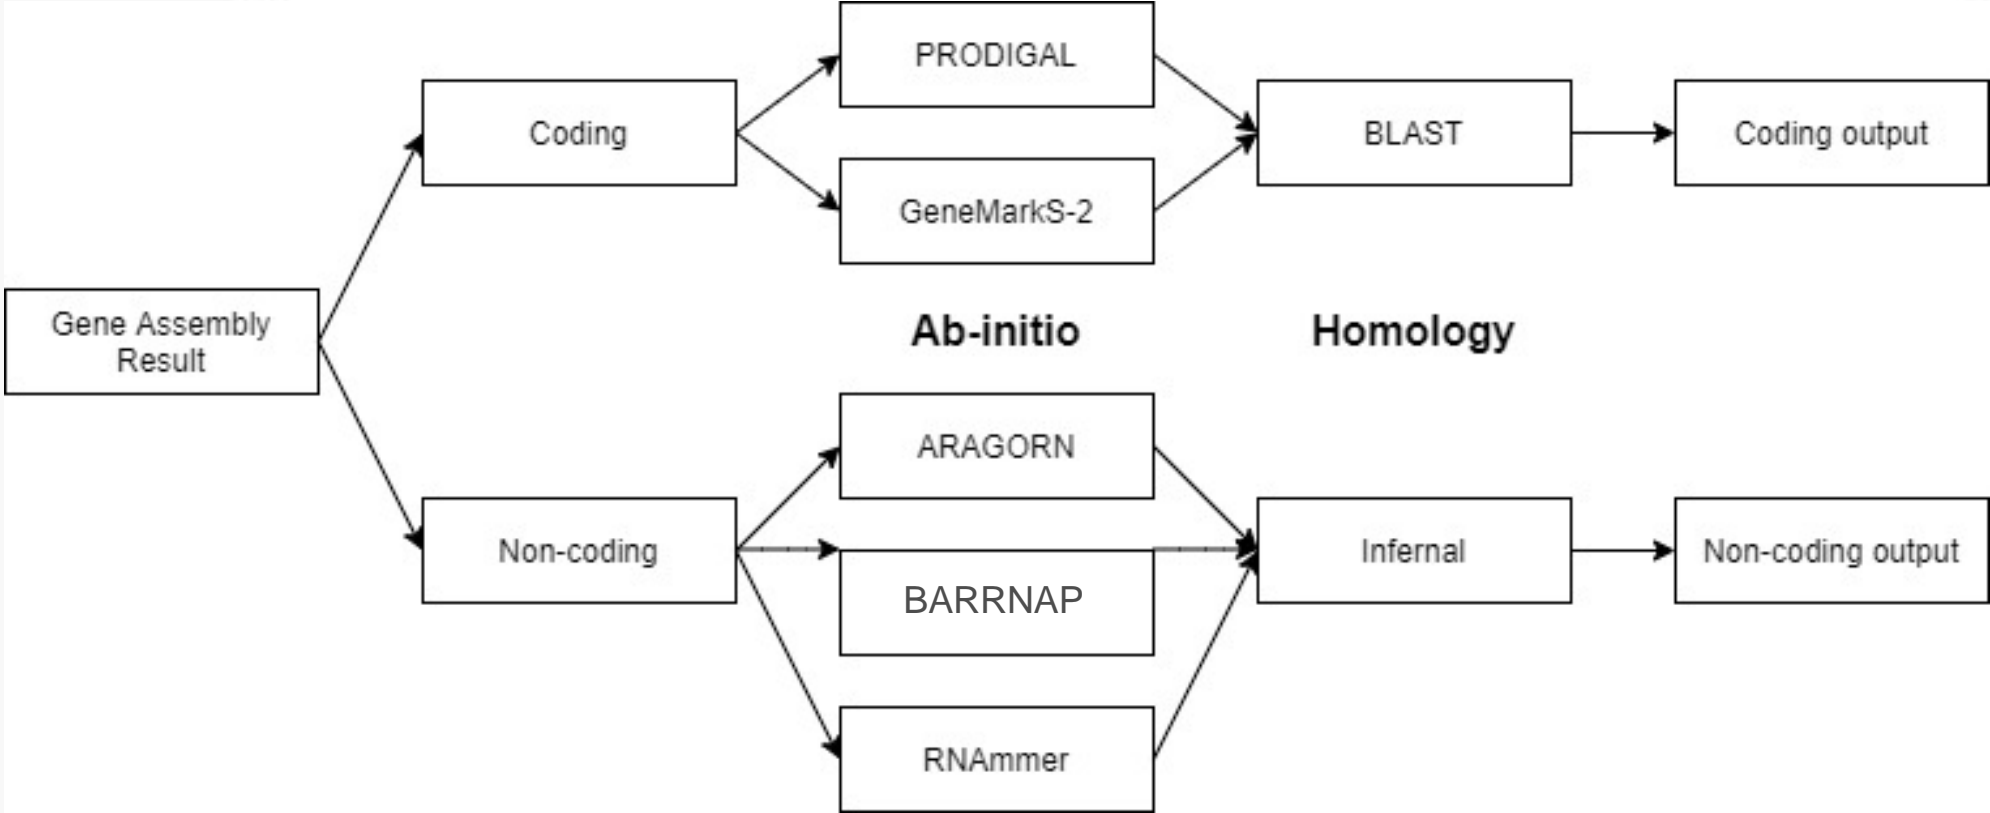 PRODIGAL
Coding
BLAST
Coding output
GeneMarkS-2
Gene Assembly
Result
Ab-initio
Homology
ARAGORN
Non-coding
Infernal
Non-coding output
BARRNAP
RNAmmer